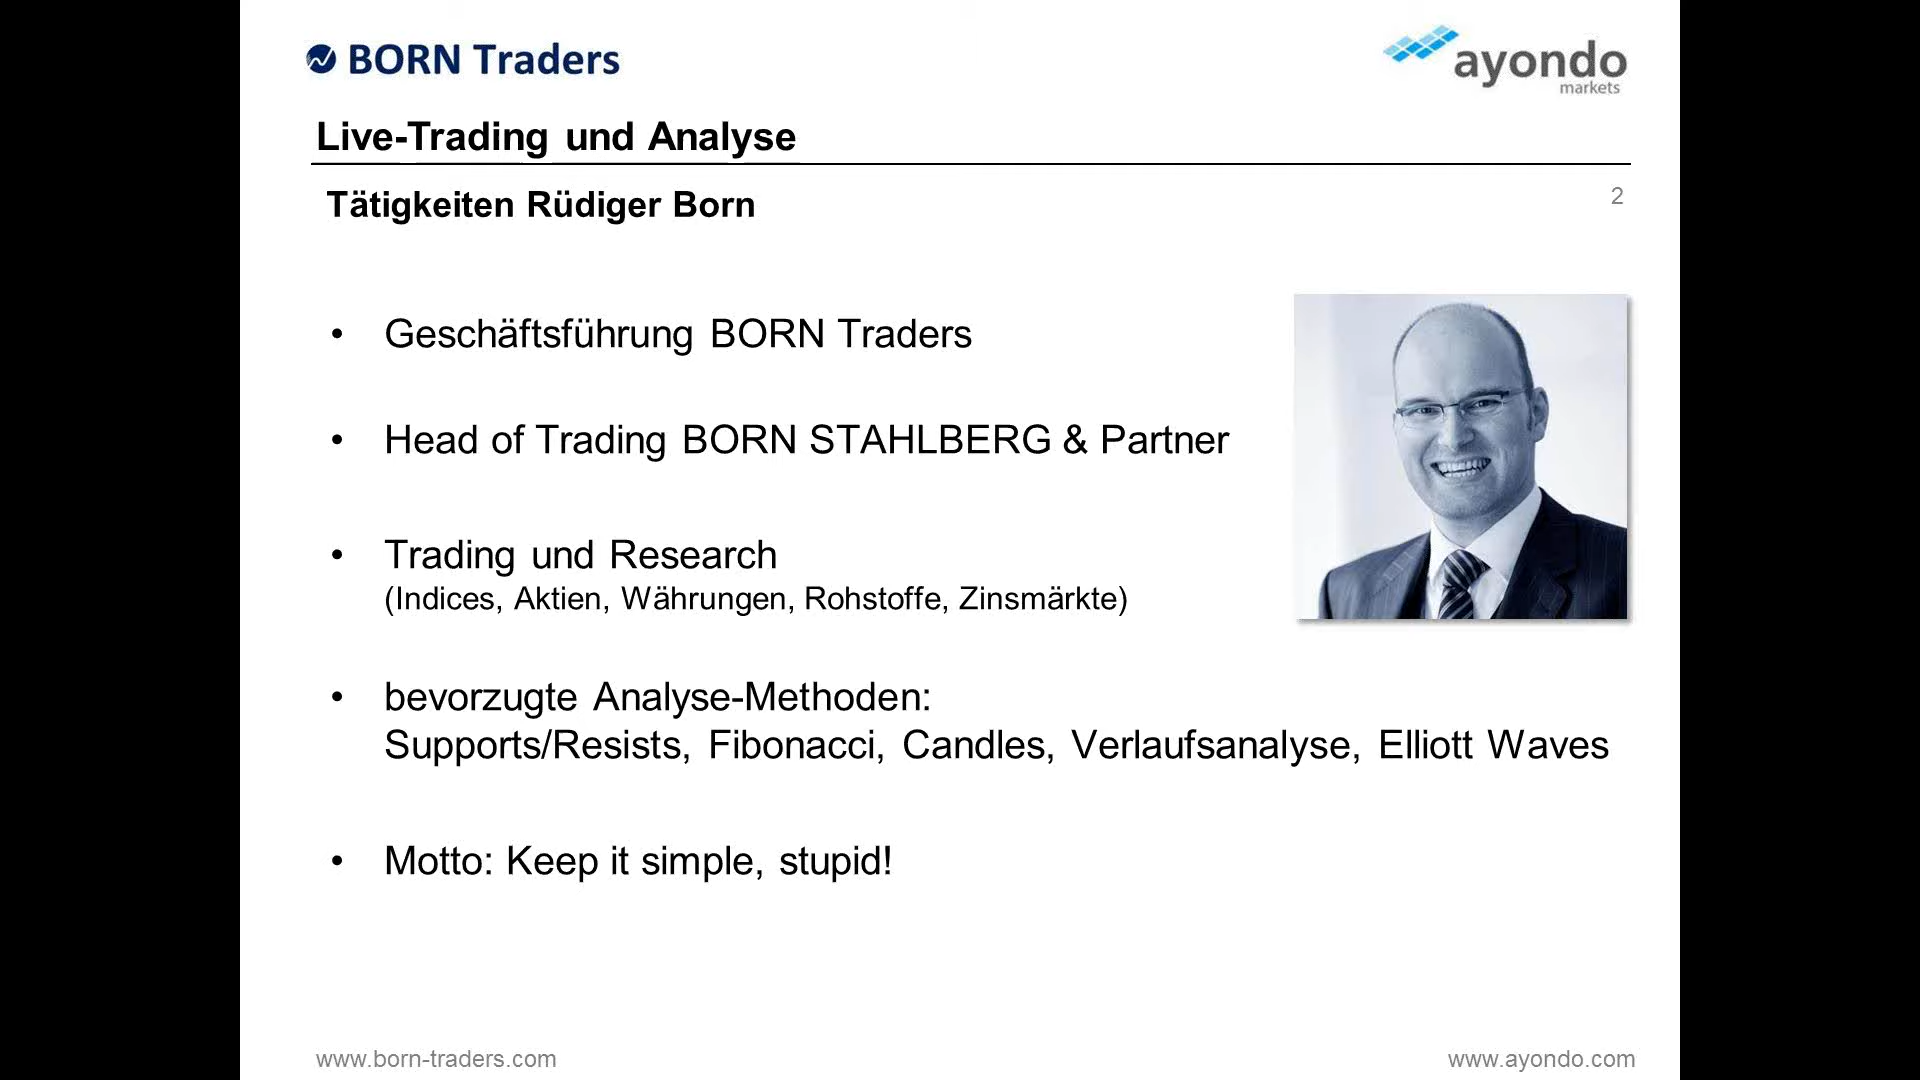 BORN Traders
ayondo
markets
Live-Trading und Analyse
Tätigkeiten Rüdiger Born
2
• Geschäftsführung BORN Traders
• Head of Trading BORN STAHLBERG & Partner
• Trading und Research
(Indices, Aktien, Währungen, Rohstoffe, Zinsmärkte)
• bevorzugte Analyse-Methoden:
Supports/Resists, Fibonacci, Candles, Verlaufsanalyse, Elliott Waves
• Motto: Keep it simple, stupid!
www.born-traders.com
www.ayondo.com